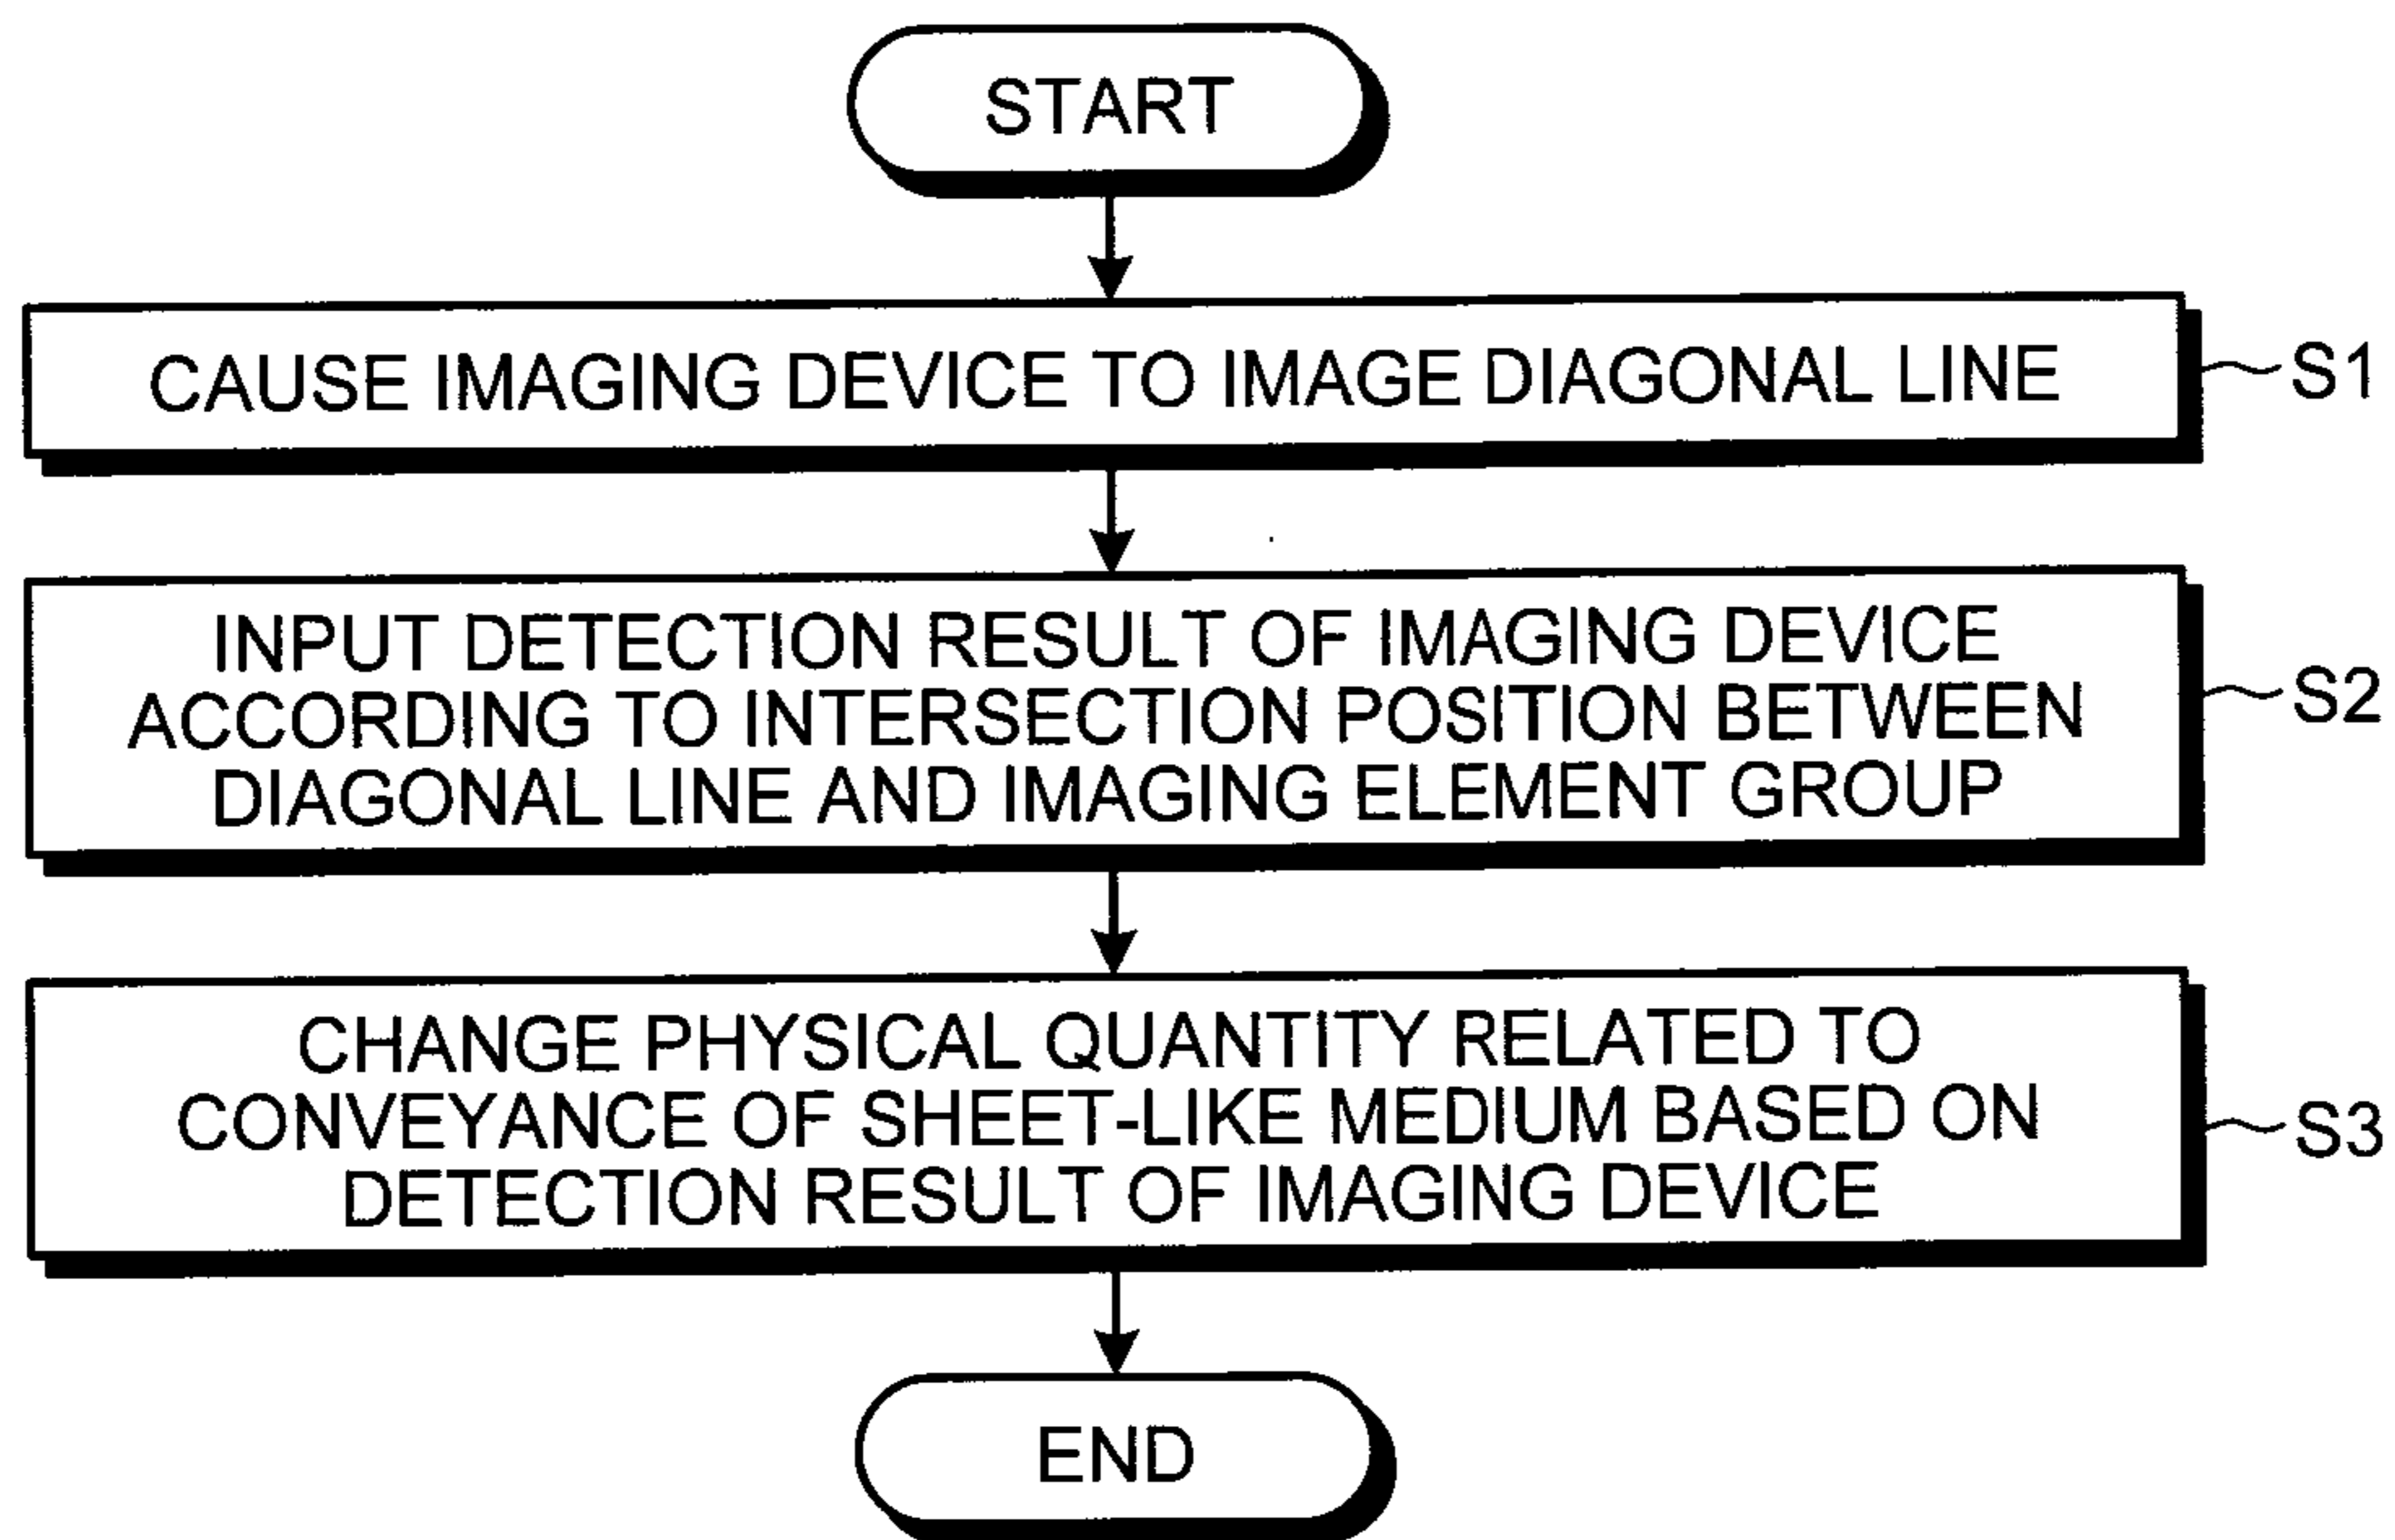 START
CAUSE IMAGING DEVICE TO IMAGE DIAGONAL LINE
S1
INPUT DETECTION RESULT OF IMAGING DEVICE
ACCORDING TO INTERSECTION POSITION BETWEEN
DIAGONAL LINE AND IMAGING ELEMENT GROUP
S2
CHANGE PHYSICAL QUANTITY RELATED TO
CONVEYANCE OF SHEET-LIKE MEDIUM BASED ON
DETECTION RESULT OF IMAGING DEVICE
S3
END